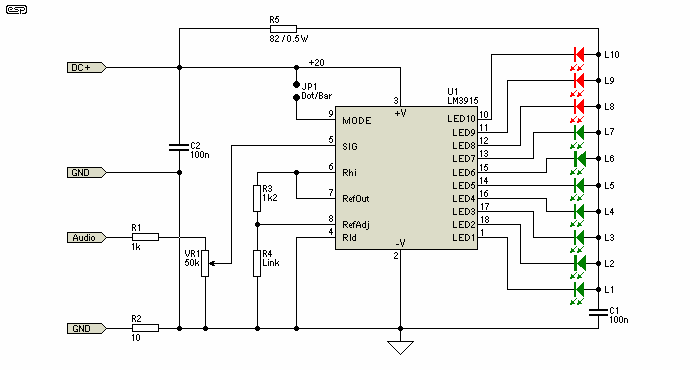 esp
R5
82 / 0.5W
DC+
+20
JP1
Dot/Bar
U1
LM3915
3
+V
9
MODE
5
SIG
6
Rhi
7
RefOut
8
RefAdj
4
Rld
-V
2
LED10
10
LED9
11
LED8
12
LED7
13
LED6
15
LED5
14
LED4
16
LED3
17
LED2
18
LED1
1
L10
L9
L8
L7
L6
L5
L4
L3
L2
L1
C2
100n
GND
R3
1k2
Audio
R1
1k
VR1
50k
R4
Link
GND
R2
10
C1
100n